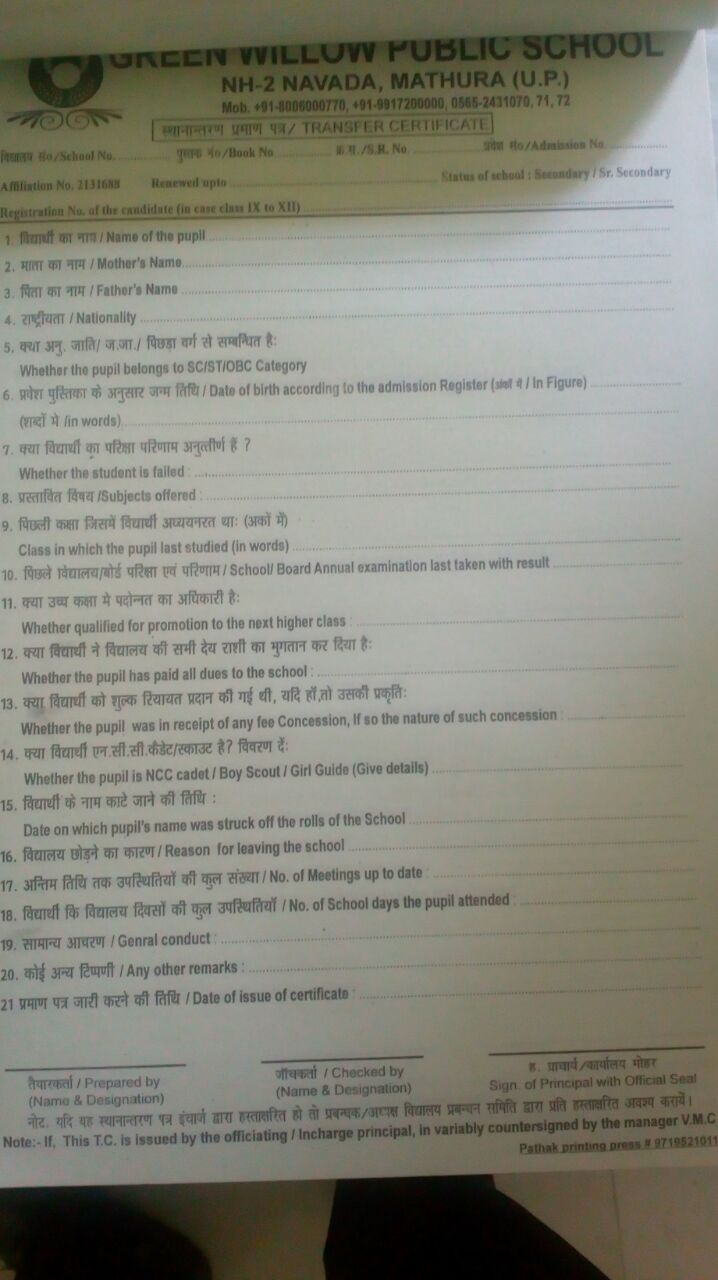 GREEN WILLOW PUBLIC SCHOOL
NH-2 NAVADA, MATHURA (U.P.)
Mob. +91-8006000770, +91-9917200000, 0565-2431070, 71, 72
स्थानान्तरण प्रमाण पत्र/ TRANSFER CERTIFICATE
विद्यालय सं०/School No. ............... पुस्तक नं०/Book No ............... क्र म./S.R. No. ............... प्रवेश सं०/Admission No. ...............
Affiliation No. 2131688 Renewed upto ............... Status of school : Secondary / Sr. Secondary
Registration No. of the candidate (in case class IX to XII) ...............
1. विद्यार्थी का नाम / Name of the pupil ...............
2. माता का नाम / Mother's Name...............
3. पिता का नाम / Father's Name ...............
4. राष्ट्रीयता / Nationality ...............
5. क्या अनु. जाति/ ज.जा./ पिछड़ा वर्ग से सम्बन्धित है:
Whether the pupil belongs to SC/ST/OBC Category
6. प्रवेश पुस्तिका के अनुसार जन्म तिथि / Date of birth according to the admission Register (अंकों में / In Figure) ...............
(शब्दों मे /in words)...............
7. क्या विद्यार्थी का परिक्षा परिणाम अनुत्तीर्ण हैं ?
Whether the student is failed : ...............
8. प्रस्तावित विषय /Subjects offered : ...............
9. पिछली कक्षा जिसमें विद्यार्थी अध्ययनरत थाः (अकों में)
Class in which the pupil last studied (in words) ...............
10. पिछले विद्यालय/बोर्ड परिक्षा एवं परिणाम / School/ Board Annual examination last taken with result ...............
11. क्या उच्च कक्षा मे पदोन्नत का अधिकारी है:
Whether qualified for promotion to the next higher class : ...............
12. क्या विद्यार्थी ने विद्यालय की सभी देय राशी का भुगतान कर दिया है:
Whether the pupil has paid all dues to the school : ...............
13. क्या विद्यार्थी को शुल्क रियायत प्रदान की गई थी, यदि हाँ,तो उसकी प्रकृति:
Whether the pupil was in receipt of any fee Concession, If so the nature of such concession : ...............
14. क्या विद्यार्थी एन.सी.सी.कैडेट/स्काउट है? विवरण दें:
Whether the pupil is NCC cadet / Boy Scout / Girl Guide (Give details) ...............
15. विद्यार्थी के नाम काटे जाने की तिथि :
Date on which pupil's name was struck off the rolls of the School ...............
16. विद्यालय छोड़ने का कारण / Reason for leaving the school ...............
17. अन्तिम तिथि तक उपस्थितियों की कुल संख्या / No. of Meetings up to date : ...............
18. विद्यार्थी कि विद्यालय दिवसों की कुल उपस्थितियाँ / No. of School days the pupil attended : ...............
19. सामान्य आचरण / Genral conduct : ...............
20. कोई अन्य टिप्पणी / Any other remarks : ...............
21 प्रमाण पत्र जारी करने की तिथि / Date of issue of certificate : ...............
तैयारकर्ता / Prepared by जाँचकर्ता / Checked by ह. प्राचार्य/कार्यालय मोहर
(Name & Designation) (Name & Designation) Sign. of Principal with Official Seal
नोट. यदि यह स्थानान्तरण पत्र इंचार्ज द्वारा हस्ताक्षरित हो तो प्रबन्धक/अध्यक्ष विद्यालय प्रबन्धन समिति द्वारा प्रति हस्ताक्षरित अवश्य करायें।
Note:- If, This T.C. is issued by the officiating / Incharge principal, in variably countersigned by the manager V.M.C
Pathak printing press # 9719521011